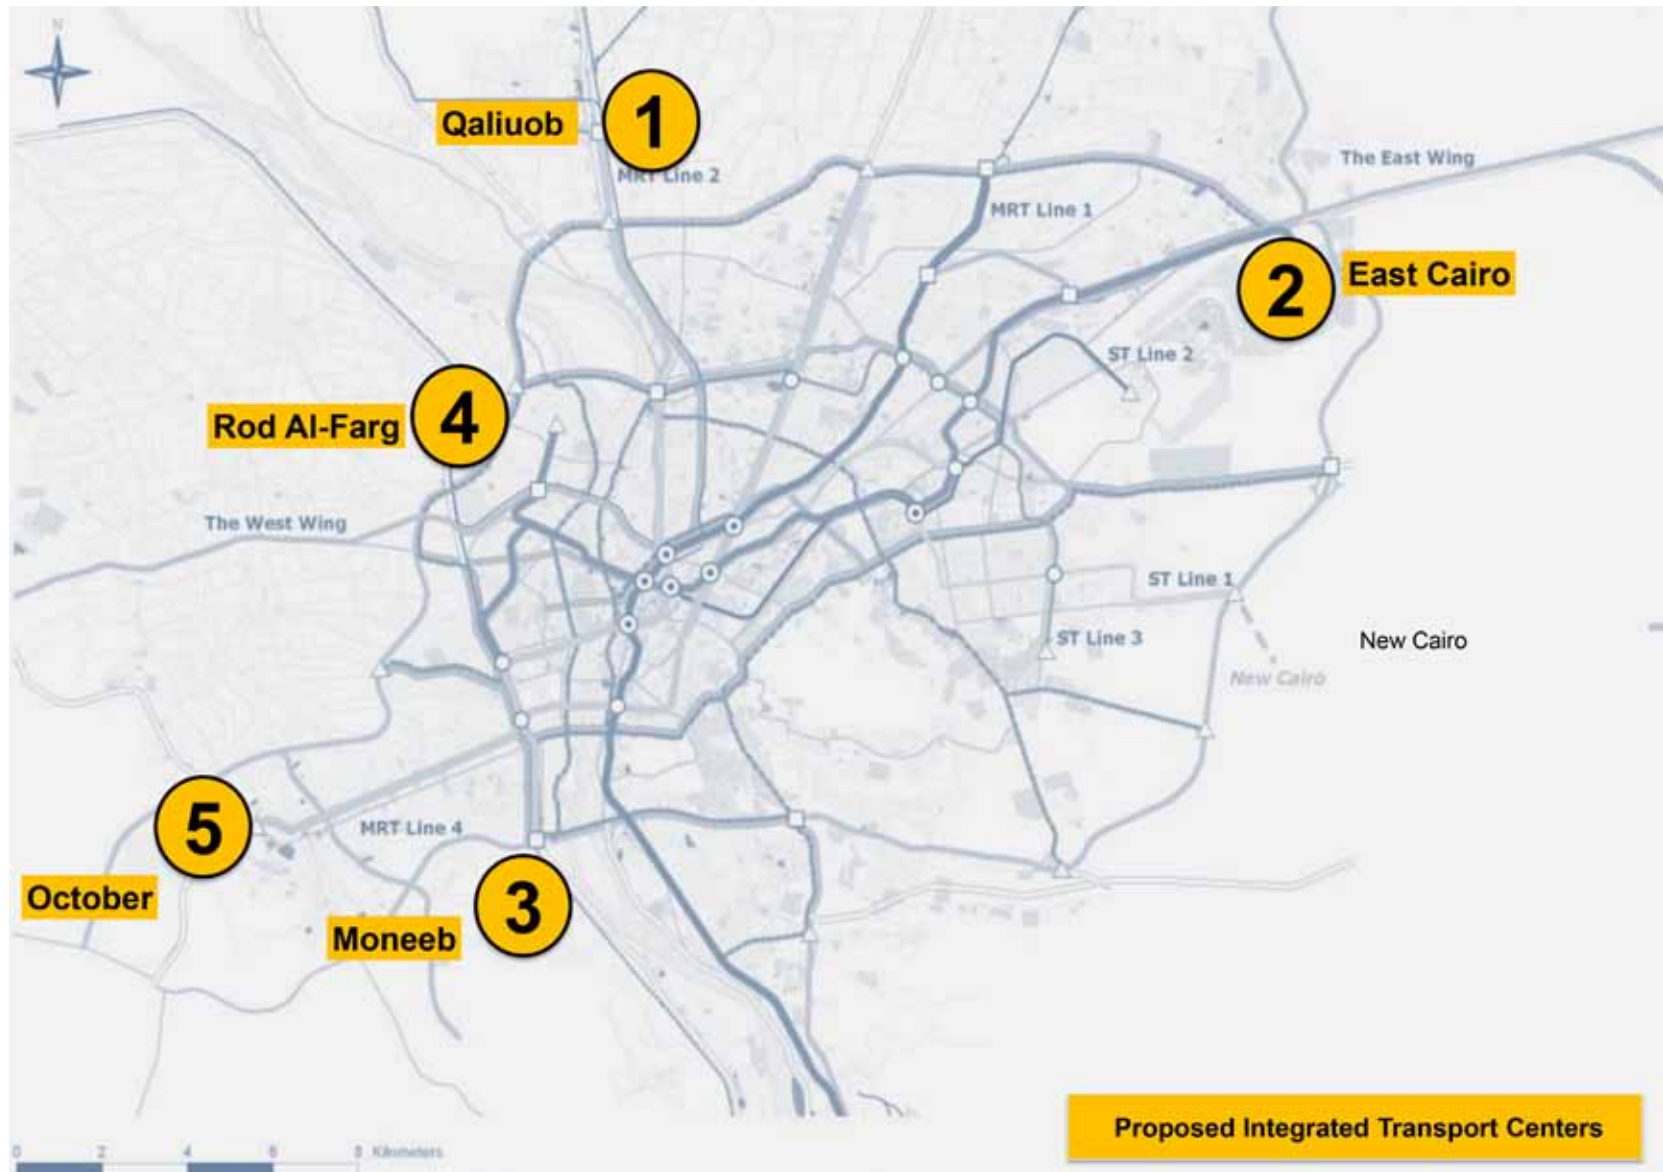 N
Qaliuob
1
MRT Line 2
The East Wing
MRT Line 1
2
East Cairo
ST Line 2
4
Rod Al-Farg
The West Wing
ST Line 1
ST Line 3
New Cairo
New Cairo
5
MRT Line 4
October
3
Moneeb
Proposed Integrated Transport Centers
0 2 4 6 8 Kilometers